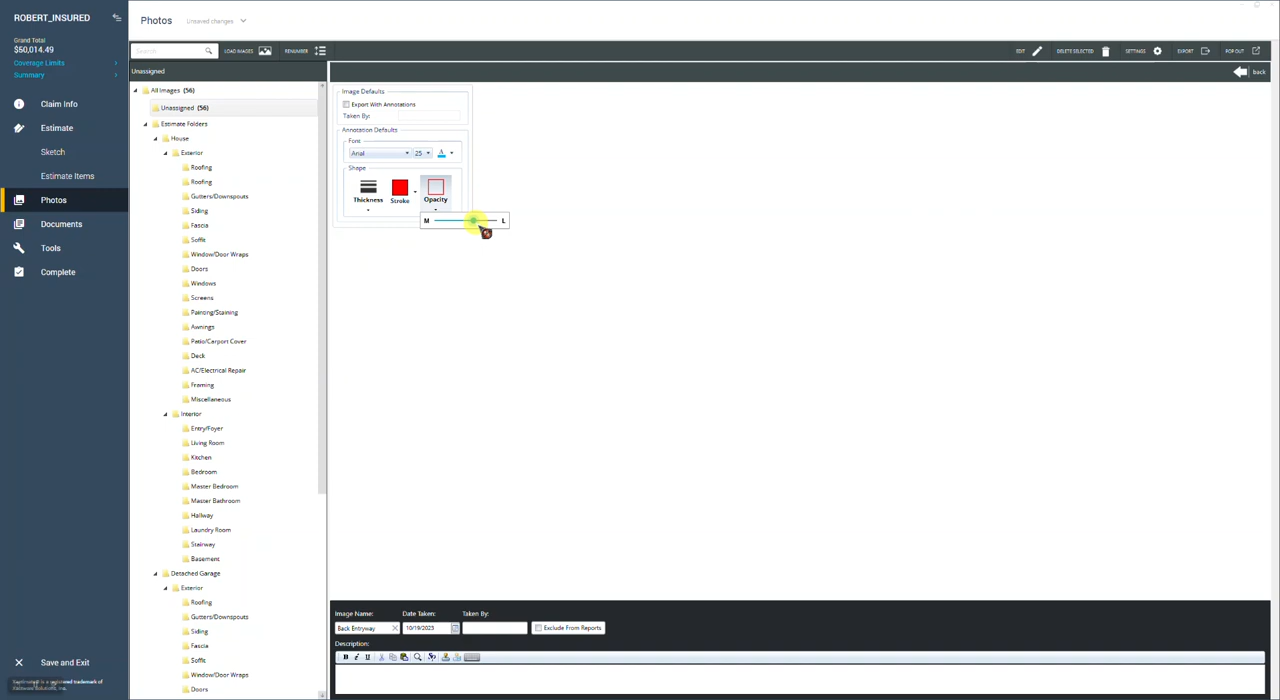 ROBERT_INSURED
Photos
Unsaved changes
Grand Total
$50,014.49
Coverage Limits
Summary
Search
LOAD IMAGES
RENUMBER
EDIT
DELETE SELECTED
SETTINGS
EXPORT
POP OUT
Unassigned
back
Claim Info
Estimate
Sketch
Estimate Items
Photos
Documents
Tools
Complete
Save and Exit
All Images (56)
Unassigned (56)
Estimate Folders
House
Exterior
Roofing
Roofing
Gutters/Downspouts
Siding
Fascia
Soffit
Window/Door Wraps
Doors
Windows
Screens
Painting/Staining
Awnings
Patio/Carport Cover
Deck
AC/Electrical Repair
Framing
Miscellaneous
Interior
Entry/Foyer
Living Room
Kitchen
Bedroom
Master Bedroom
Master Bathroom
Hallway
Laundry Room
Stairway
Basement
Detached Garage
Exterior
Roofing
Gutters/Downspouts
Siding
Fascia
Soffit
Window/Door Wraps
Doors
Image Defaults
Export With Annotations
Taken By:
Annotation Defaults
Font
Arial
25
A
Shape
Thickness
Stroke
Opacity
M
L
Image Name:
Date Taken:
Taken By:
Back Entryway
10/19/2023
Exclude From Reports
Description:
B
I
U